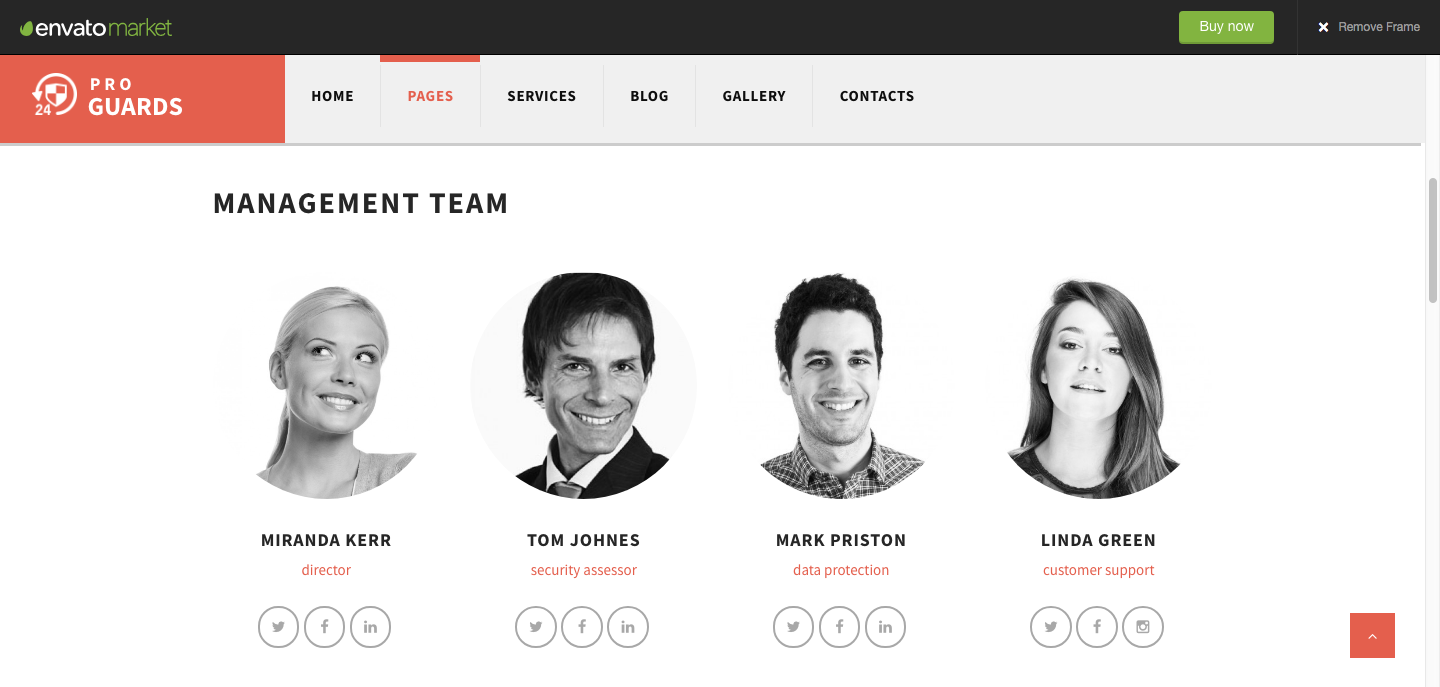 envatomarket
Buy now
Remove Frame
PRO
GUARDS
24
HOME
PAGES
SERVICES
BLOG
GALLERY
CONTACTS
MANAGEMENT TEAM
MIRANDA KERR
director
TOM JOHNES
security assessor
MARK PRISTON
data protection
LINDA GREEN
customer support